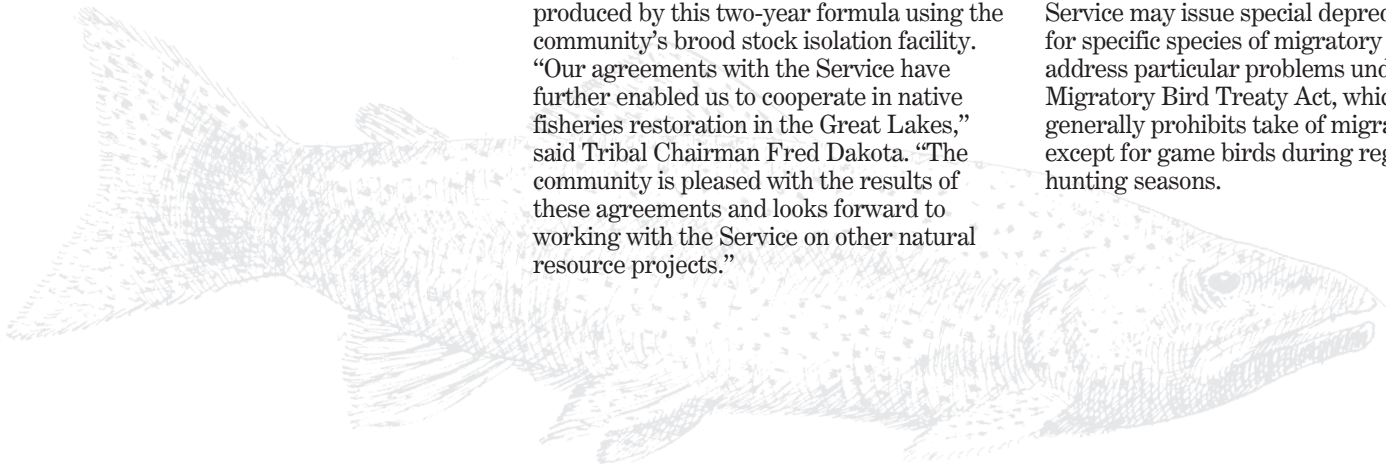 produced by this two-year formula using the
community’s brood stock isolation facility.
“Our agreements with the Service have
further enabled us to cooperate in native
fisheries restoration in the Great Lakes,”
said Tribal Chairman Fred Dakota. “The
community is pleased with the results of
these agreements and looks forward to
working with the Service on other natural
resource projects.”
Service may issue special
for specific species of migratory
address particular problems
Migratory Bird Treaty Act,
generally prohibits take of
except for game birds during
hunting seasons.